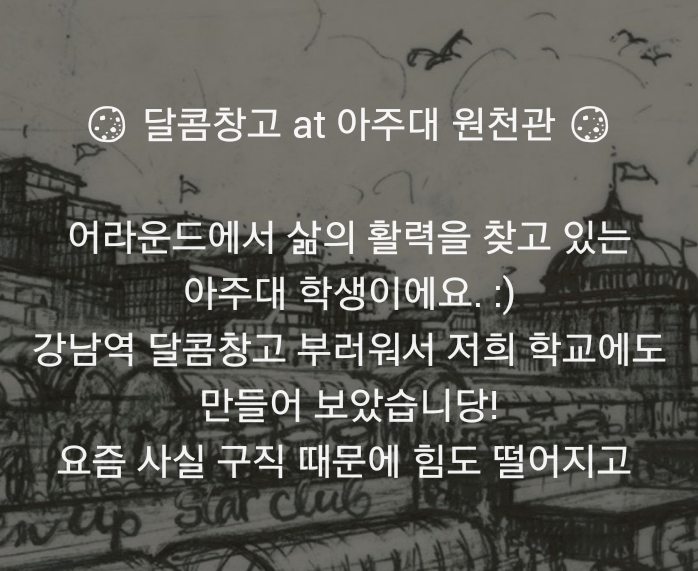 🍪 달콤창고 at 아주대 원천관 🍪
어라운드에서 삶의 활력을 찾고 있는
아주대 학생이에요. :)
강남역 달콤창고 부러워서 저희 학교에도
만들어 보았습니당!
요즘 사실 구직 때문에 힘도 떨어지고
up star club